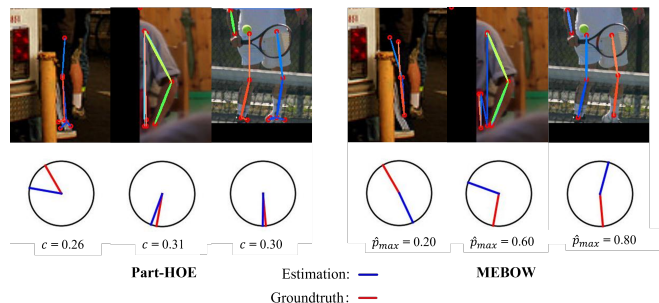 c = 0.26
c = 0.31
c = 0.30
Part-HOE
p̂max = 0.20
p̂max = 0.60
p̂max = 0.80
MEBOW
Estimation:
Groundtruth: